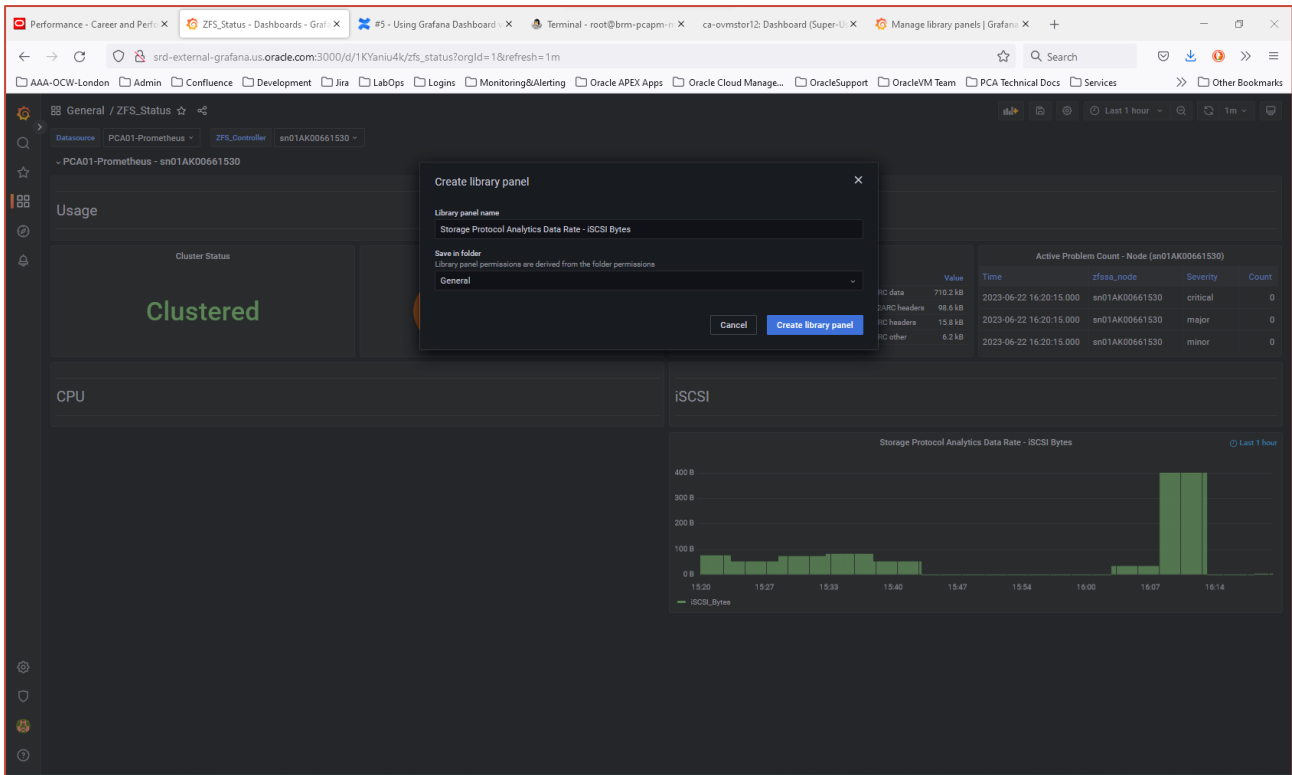 Performance - Career and Perfo
ZFS_Status - Dashboards - Grafa
#5 - Using Grafana Dashboard
Terminal - root@brm-pcapm-
ca-ovmstor12: Dashboard (Super-U
Manage library panels | Grafana
srd-external-grafana.us.oracle.com:3000/d/1KYaniu4k/zfs_status?orgId=1&refresh=1m
Search
AAA-OCW-London
Admin
Confluence
Development
Jira
LabOps
Logins
Monitoring&Alerting
Oracle APEX Apps
Oracle Cloud Manage...
OracleSupport
OracleVM Team
PCA Technical Docs
Services
Other Bookmarks
General / ZFS_Status
Last 1 hour
1m
Datasource
PCA01-Prometheus
ZFS_Controller
sn01AK00661530
PCA01-Prometheus - sn01AK00661530
Usage
Create library panel
Library panel name
Storage Protocol Analytics Data Rate - iSCSI Bytes
Save in folder
Library panel permissions are derived from the folder permissions
General
Cancel
Create library panel
Cluster Status
Clustered
Value
RC data 710.2 kB
2ARC headers 98.6 kB
RC headers 15.8 kB
RC other 6.2 kB
Active Problem Count - Node (sn01AK00661530)
Time zfssa_node Severity Count
2023-06-22 16:20:15.000 sn01AK00661530 critical 0
2023-06-22 16:20:15.000 sn01AK00661530 major 0
2023-06-22 16:20:15.000 sn01AK00661530 minor 0
CPU
iSCSI
Storage Protocol Analytics Data Rate - iSCSI Bytes
Last 1 hour
400 B
300 B
200 B
100 B
0 B
15:20 15:27 15:33 15:40 15:47 15:54 16:00 16:07 16:14
iSCSI_Bytes